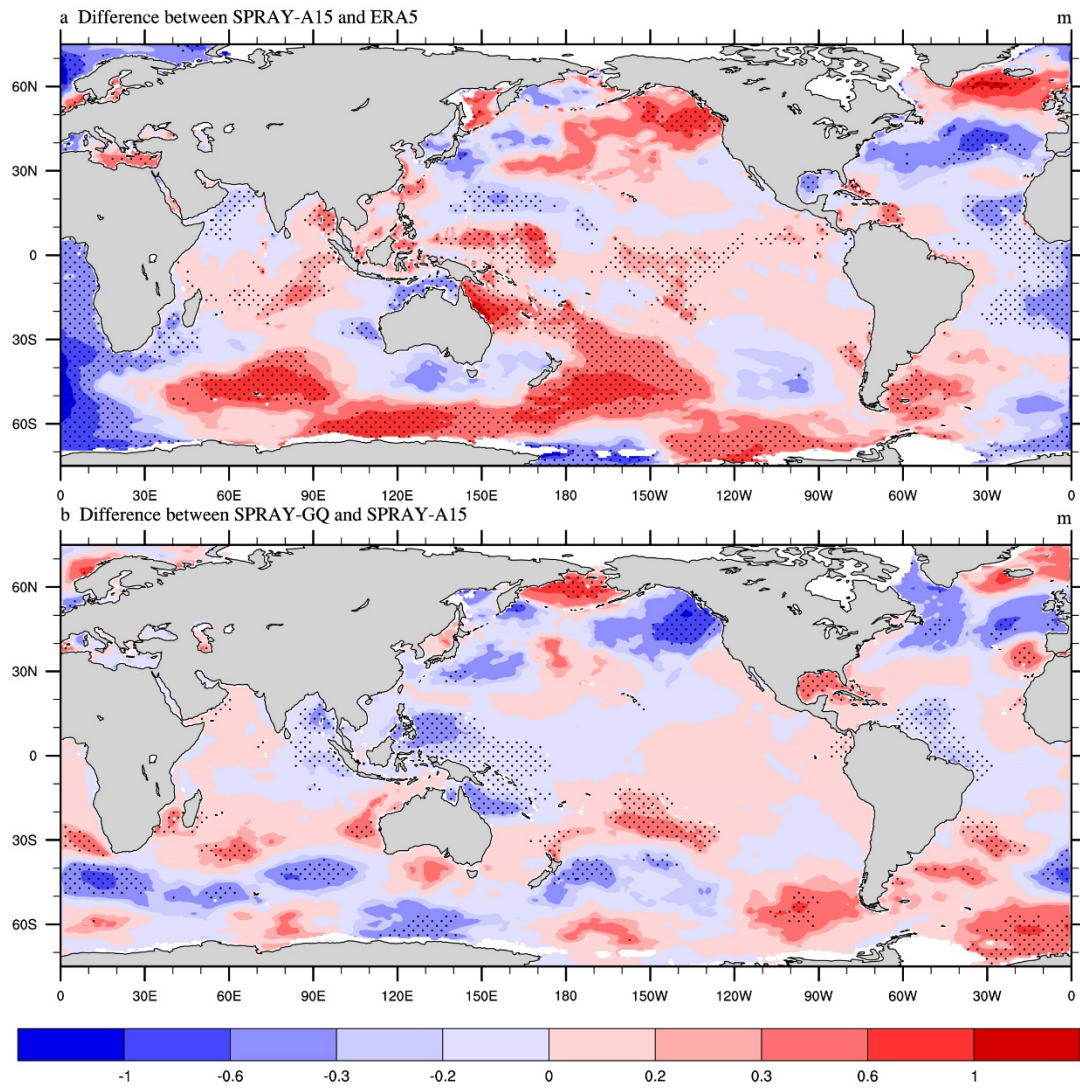 a Difference between SPRAY-A15 and ERA5 m
60N
30N
0
30S
60S
0 30E 60E 90E 120E 150E 180 150W 120W 90W 60W 30W 0
b Difference between SPRAY-GQ and SPRAY-A15 m
60N
30N
0
30S
60S
0 30E 60E 90E 120E 150E 180 150W 120W 90W 60W 30W 0
-1 -0.6 -0.3 -0.2 0 0.2 0.3 0.6 1